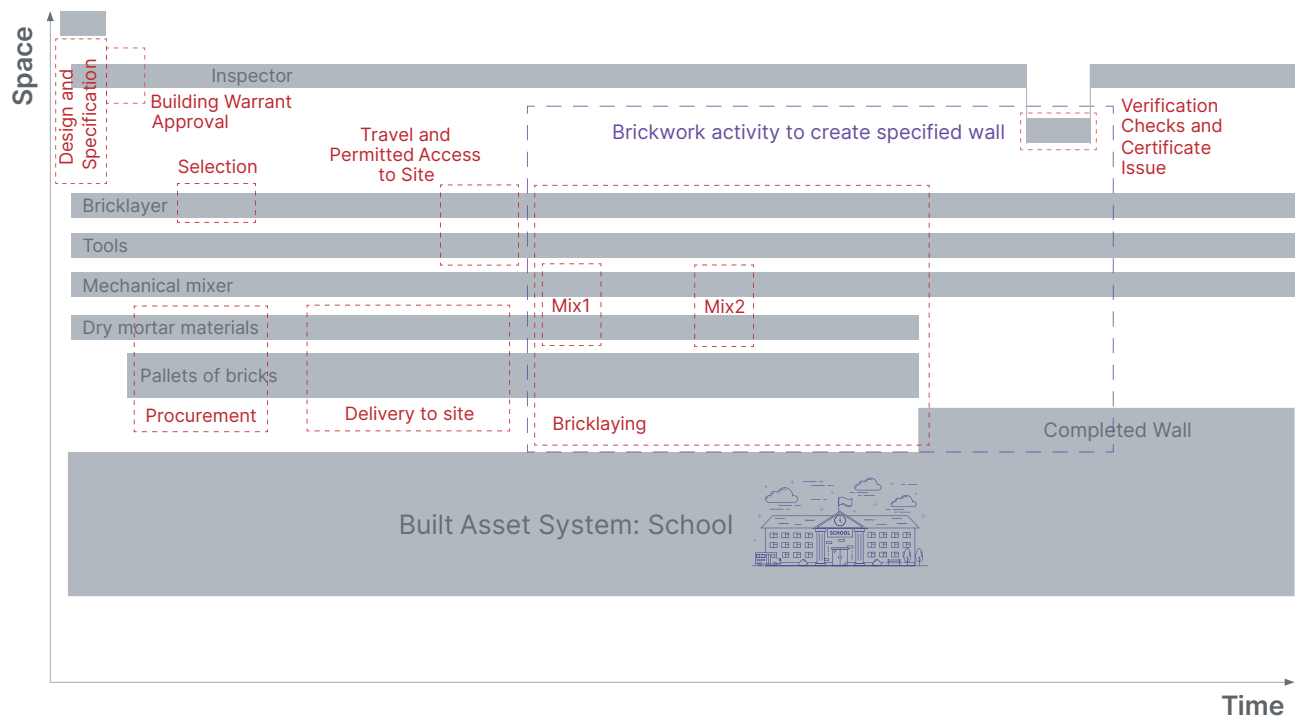 Space
Design and
Specification
Inspector
Building Warrant
Approval
Verification
Checks and
Certificate
Issue
Brickwork activity to create specified wall
Travel and
Permitted Access
to Site
Selection
Bricklayer
Tools
Mechanical mixer
Mix1
Mix2
Dry mortar materials
Pallets of bricks
Procurement
Delivery to site
Bricklaying
Completed Wall
Built Asset System: School
SCHOOL
Time